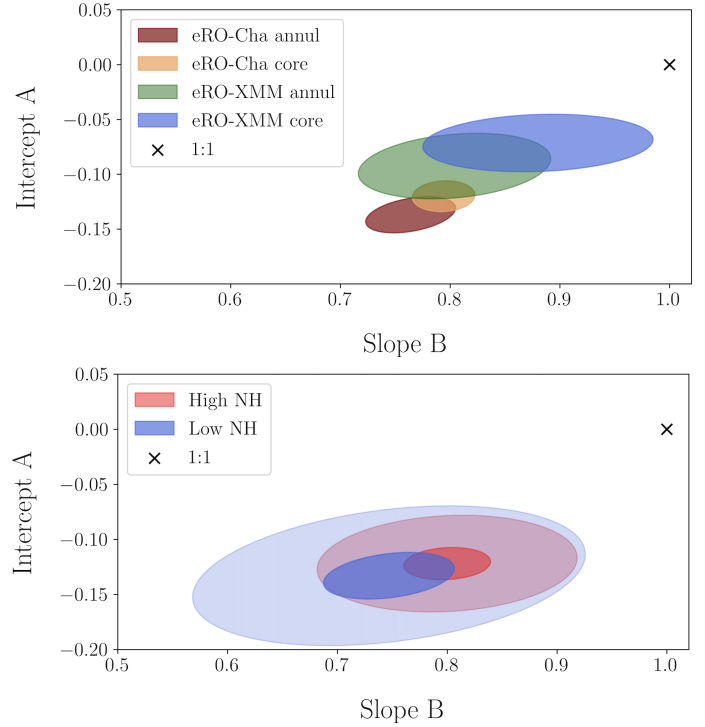 eRO-Cha annul
eRO-Cha core
eRO-XMM annul
eRO-XMM core
1:1
Intercept A
0.05
0.00
−0.05
−0.10
−0.15
−0.20
0.5 0.6 0.7 0.8 0.9 1.0
Slope B
High NH
Low NH
1:1
Intercept A
0.05
0.00
−0.05
−0.10
−0.15
−0.20
0.5 0.6 0.7 0.8 0.9 1.0
Slope B